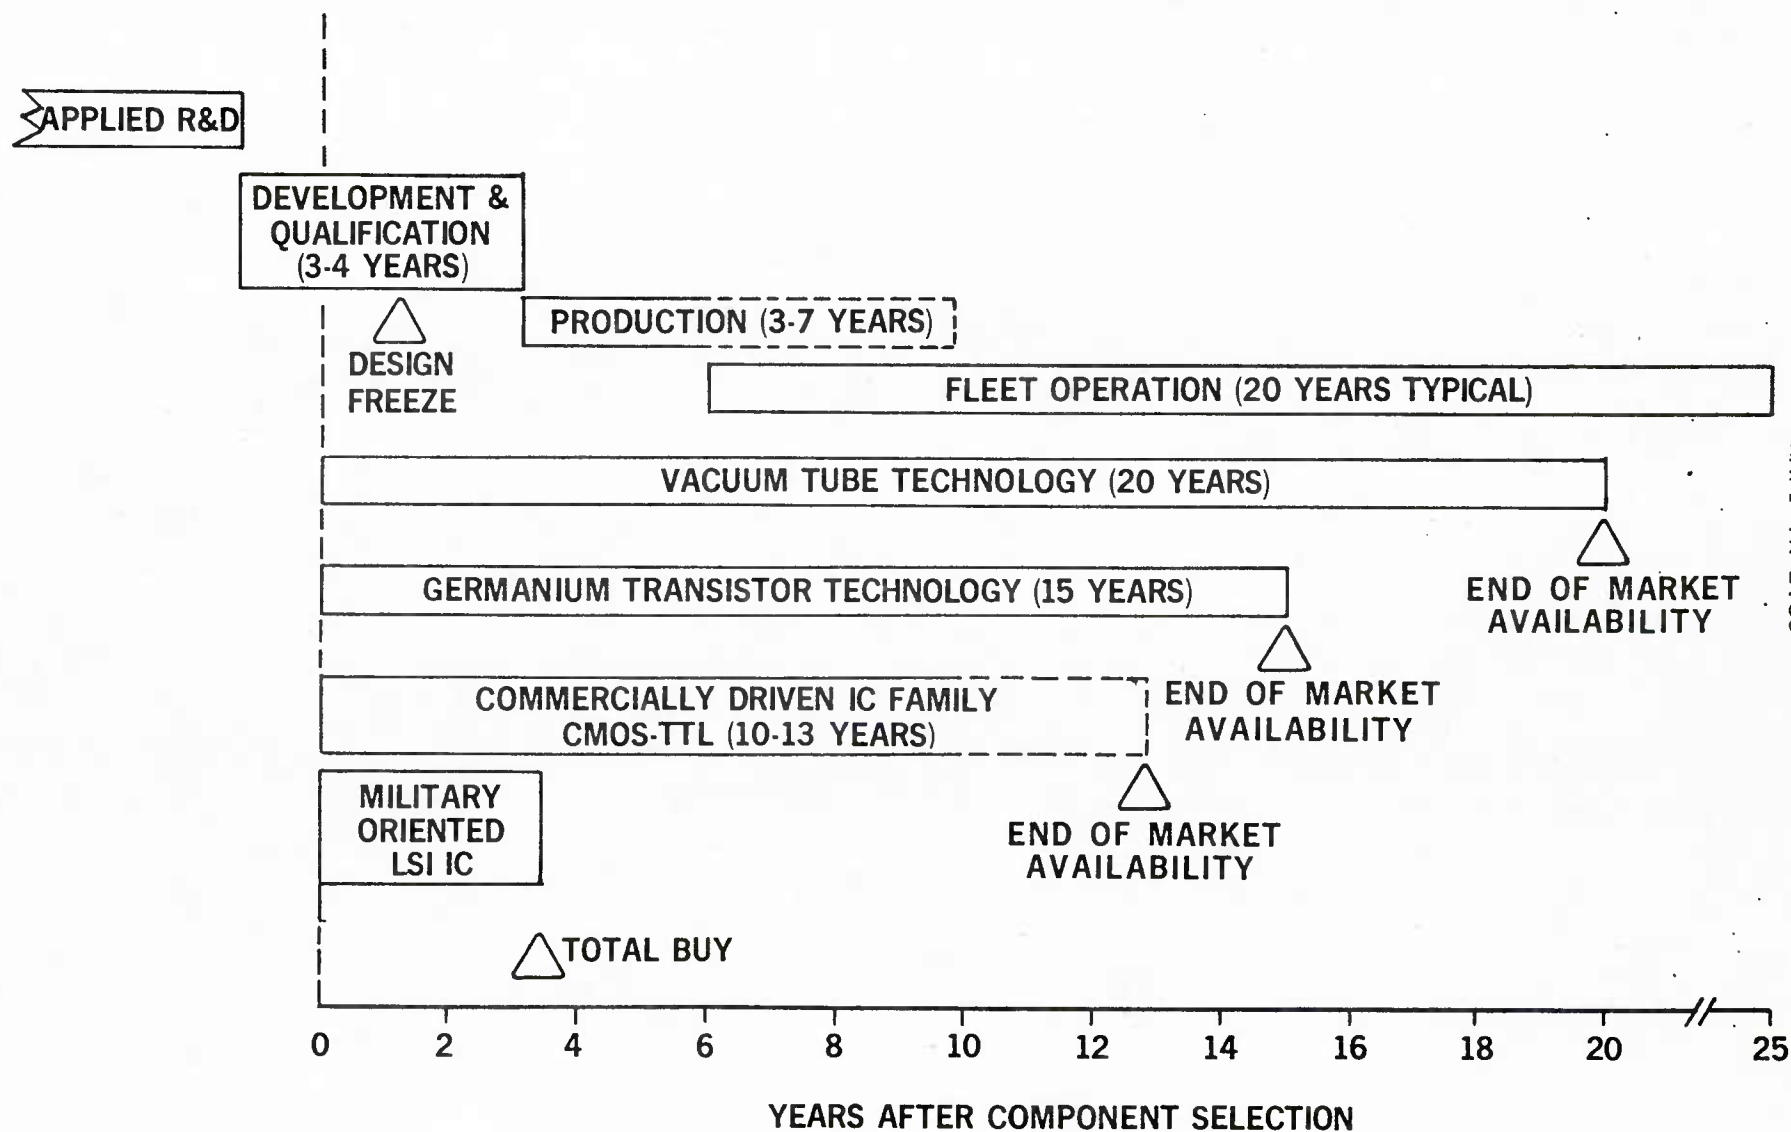 APPLIED R&D
DEVELOPMENT &
QUALIFICATION
(3-4 YEARS)
PRODUCTION (3-7 YEARS)
DESIGN
FREEZE
FLEET OPERATION (20 YEARS TYPICAL)
VACUUM TUBE TECHNOLOGY (20 YEARS)
END OF MARKET
AVAILABILITY
GERMANIUM TRANSISTOR TECHNOLOGY (15 YEARS)
END OF MARKET
AVAILABILITY
COMMERCIALLY DRIVEN IC FAMILY
CMOS-TTL (10-13 YEARS)
END OF MARKET
AVAILABILITY
MILITARY
ORIENTED
LSI IC
TOTAL BUY
0 2 4 6 8 10 12 14 16 18 20 25
YEARS AFTER COMPONENT SELECTION